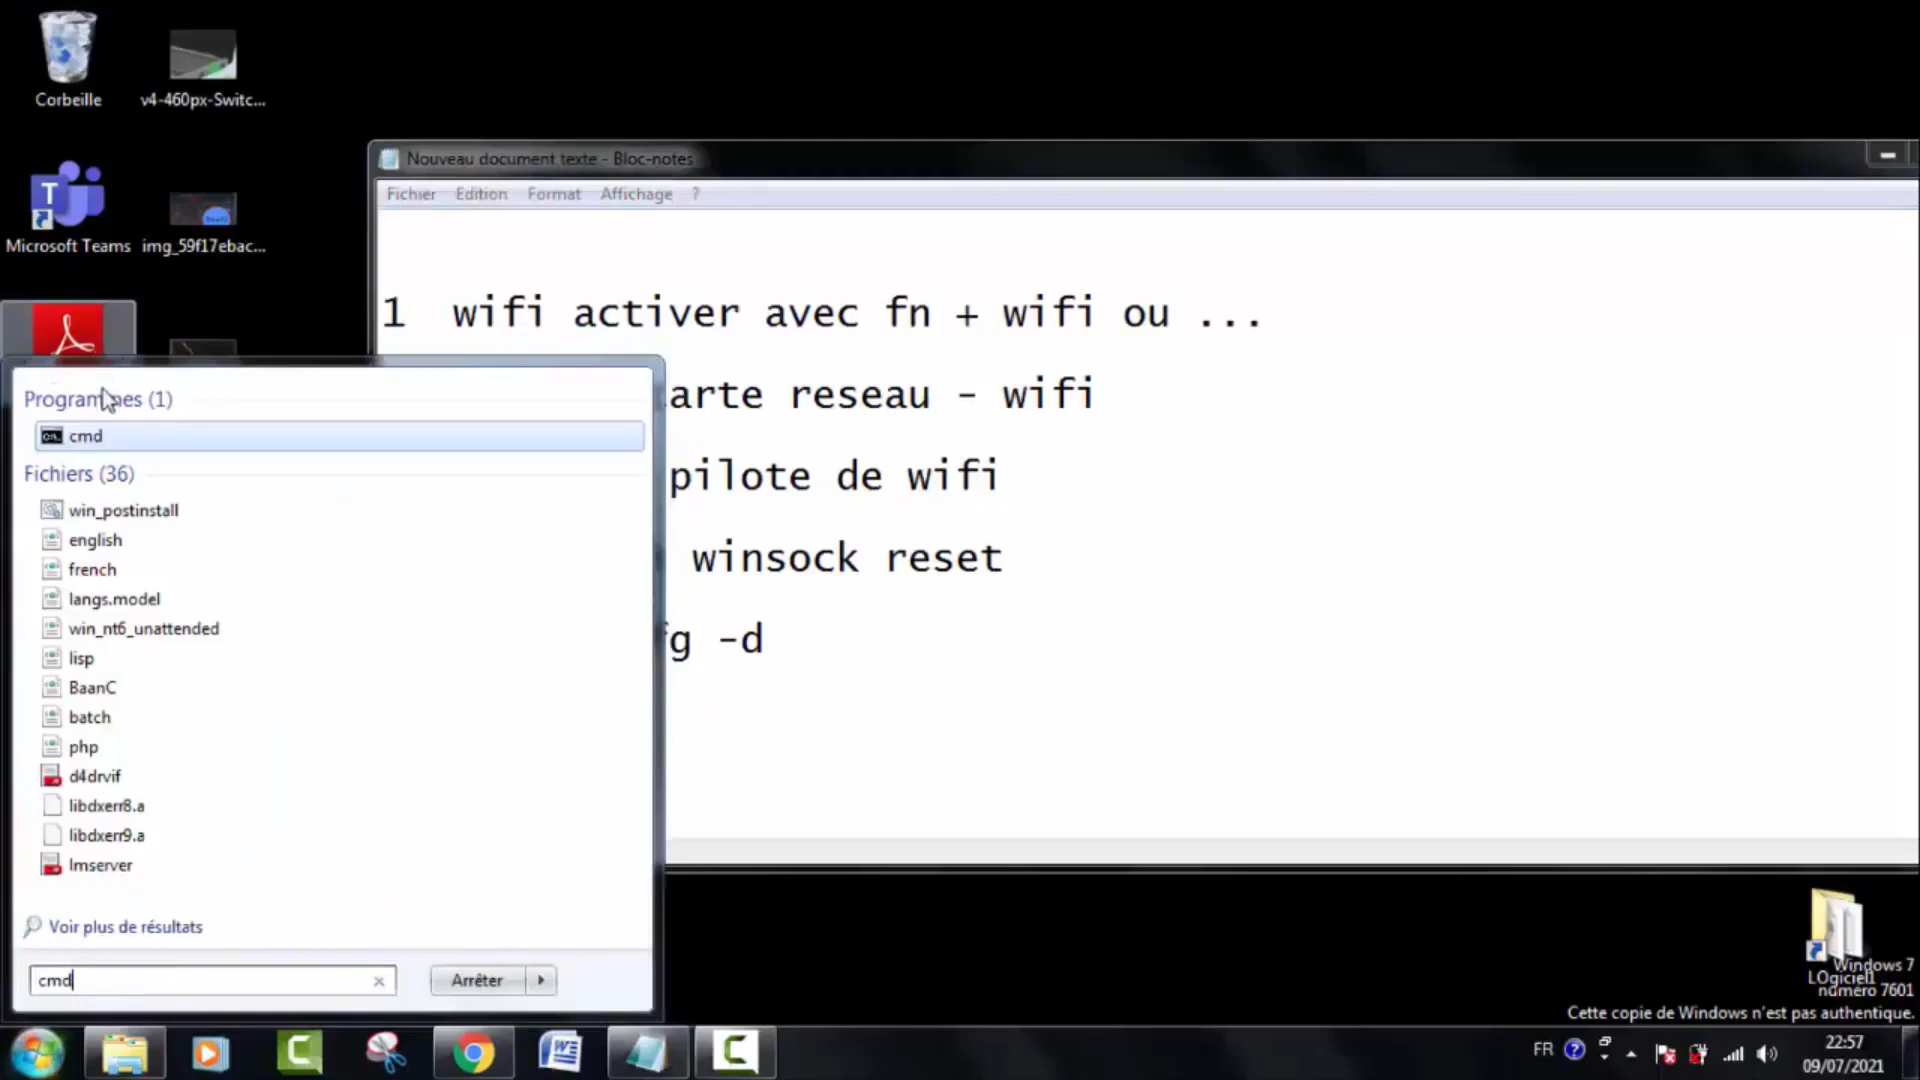 Corbeille
v4-460px-Switc...
Microsoft Teams
img_59f17ebac...
Nouveau document texte - Bloc-notes
Fichier Edition Format Affichage ?
1 wifi activer avec fn + wifi ou ...
arte reseau - wifi
pilote de wifi
winsock reset
fg -d
Programmes (1)
cmd
Fichiers (36)
win_postinstall
english
french
langs.model
win_nt6_unattended
lisp
BaanC
batch
php
d4drvif
libdxerr8.a
libdxerr9.a
lmserver
Voir plus de résultats
cmd
Arrêter
LOgiciel1
Windows 7
numéro 7601
Cette copie de Windows n'est pas authentique.
FR
22:57
09/07/2021